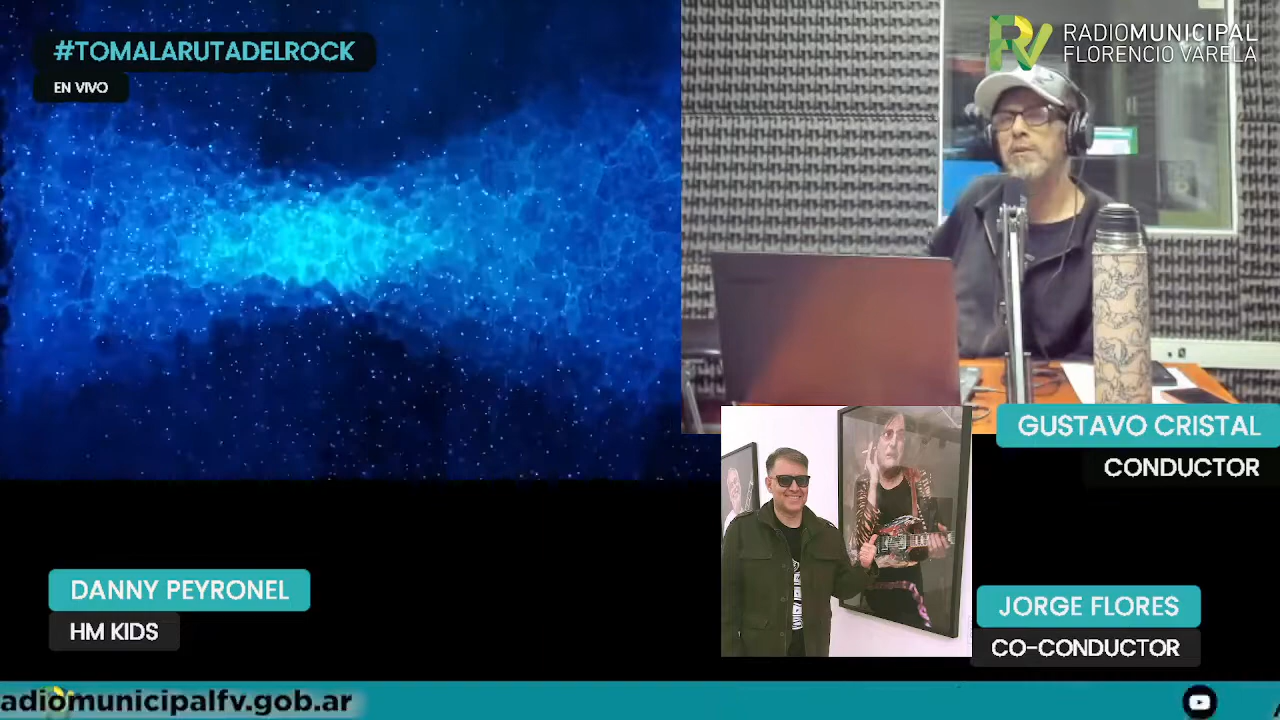 #TOMALARUTADELROCK
EN VIVO
RADIOMUNICIPAL
FLORENCIO VARELA
GUSTAVO CRISTAL
CONDUCTOR
DANNY PEYRONEL
HM KIDS
JORGE FLORES
CO-CONDUCTOR
adiomunicipalfv.gob.ar